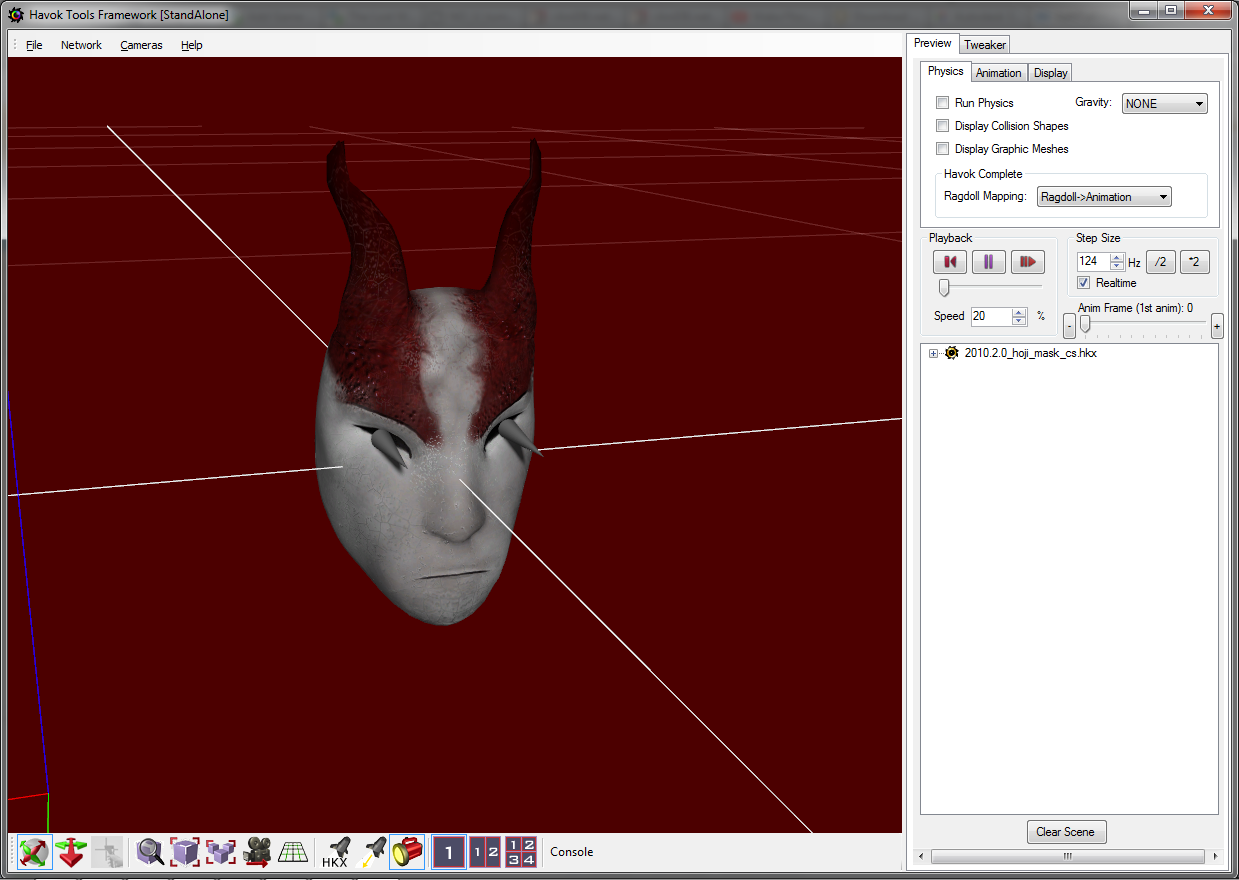 Havok Tools Framework [StandAlone]
File Network Cameras Help
Preview Tweaker
Physics Animation Display
Run Physics Gravity: NONE
Display Collision Shapes
Display Graphic Meshes
Havok Complete
Ragdoll Mapping: Ragdoll->Animation
Playback Step Size
124 Hz /2 *2
Realtime
Speed 20 %
Anim Frame (1st anim): 0
- +
2010.2.0_hoji_mask_cs.hkx
Clear Scene
HKX 1 1 2 1 2 Console
3 4